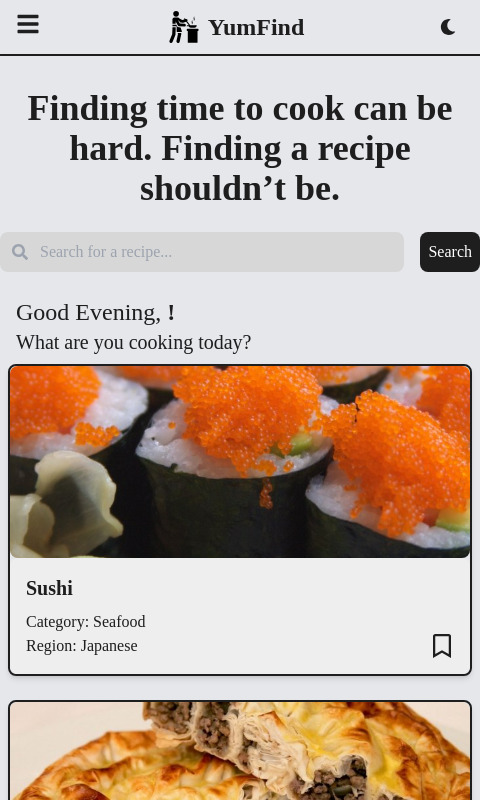 YumFind
Finding time to cook can be
hard. Finding a recipe
shouldn’t be.
Search for a recipe...
Search
Good Evening, !
What are you cooking today?
Sushi
Category: Seafood
Region: Japanese